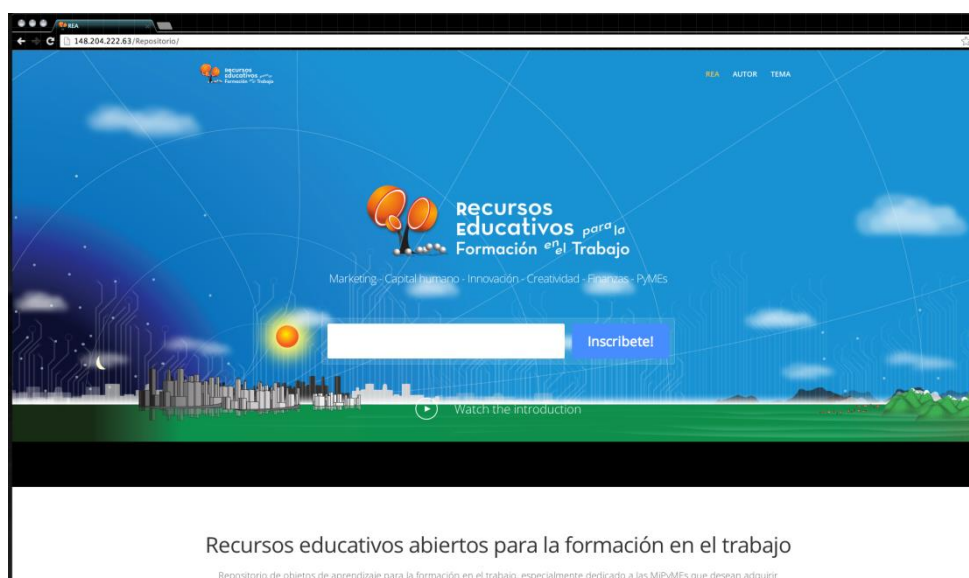 REA
148.204.222.63/Repositorio/
Recursos
Educativos
Formación en el Trabajo
REA AUTOR TEMA
Recursos
Educativos para la
Formación en el Trabajo
Marketing - Capital humano - Innovación - Creatividad - Finanzas - PyMEs
Inscribete!
Watch the introduction
Recursos educativos abiertos para la formación en el trabajo
Repositorio de objetos de aprendizaje para la formación en el trabajo, especialmente dedicado a las MiPyMEs que desean adquirir